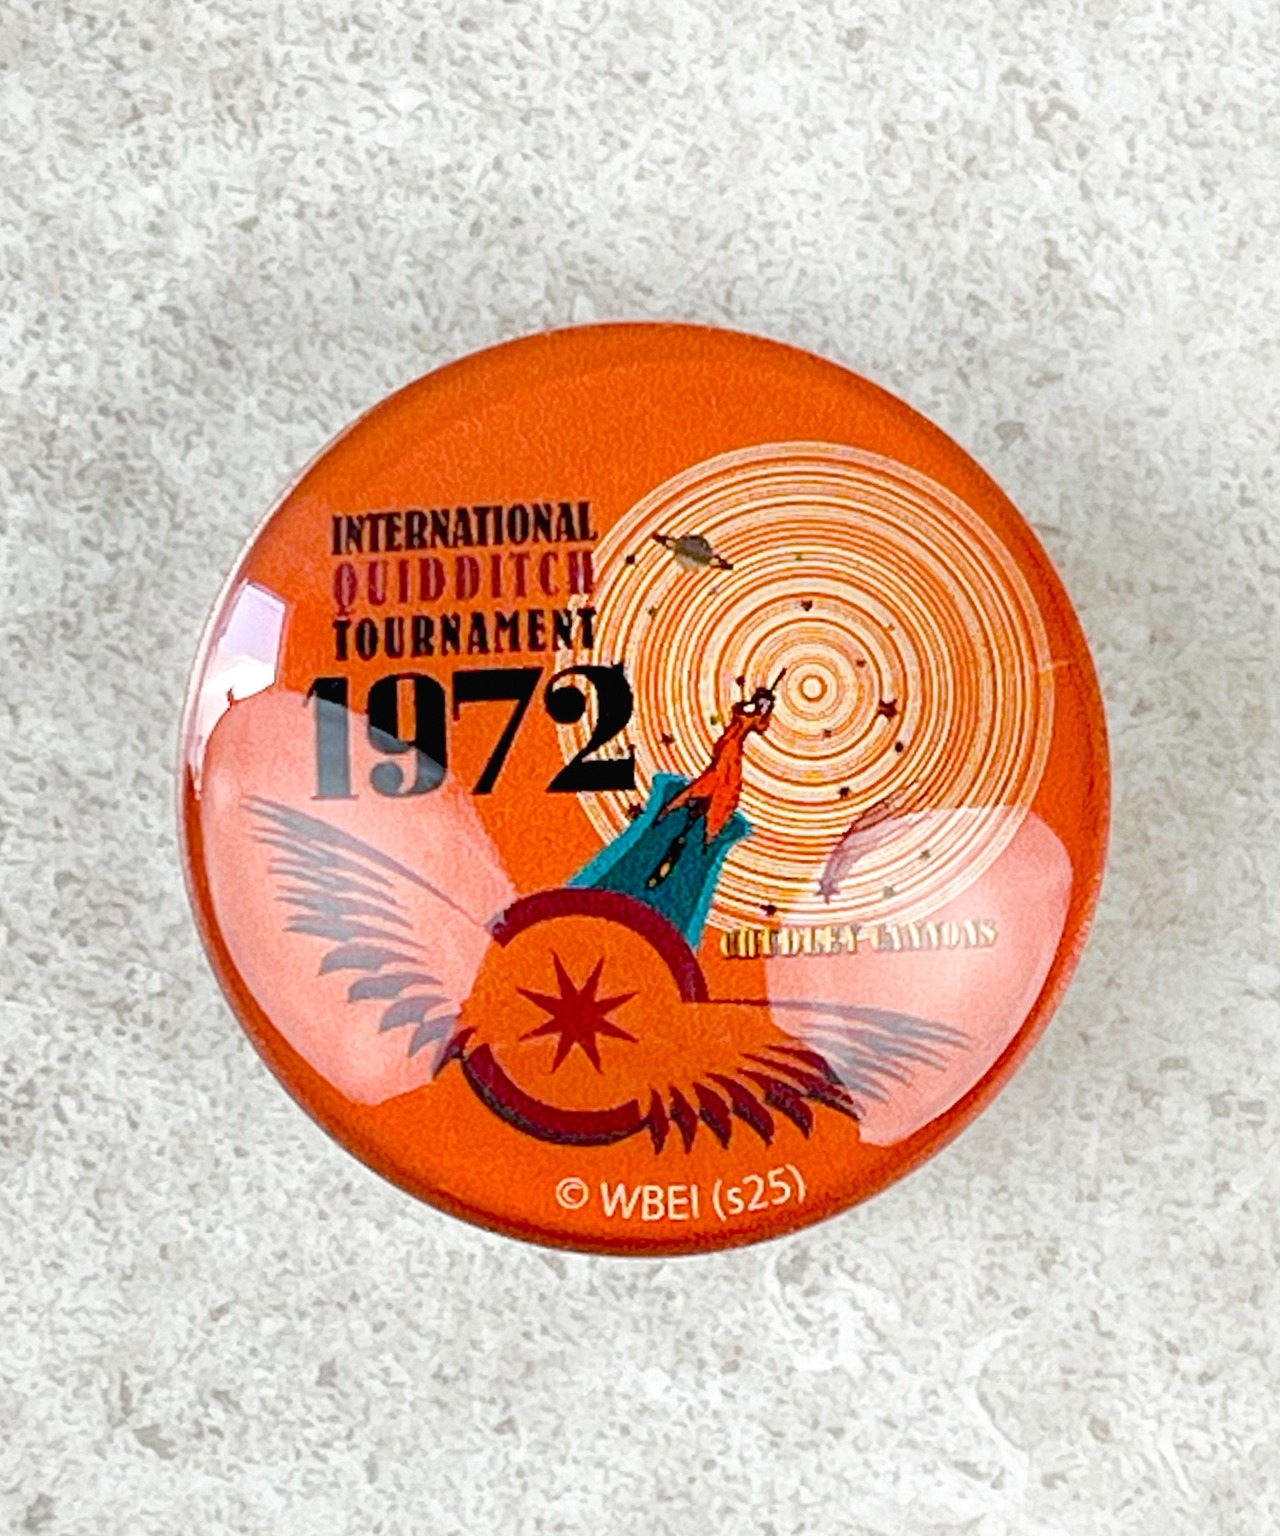 INTERNATIONAL
QUIDDITCH
TOURNAMENT
1972
CHUDLEY CANNONS
© WBEI (s25)